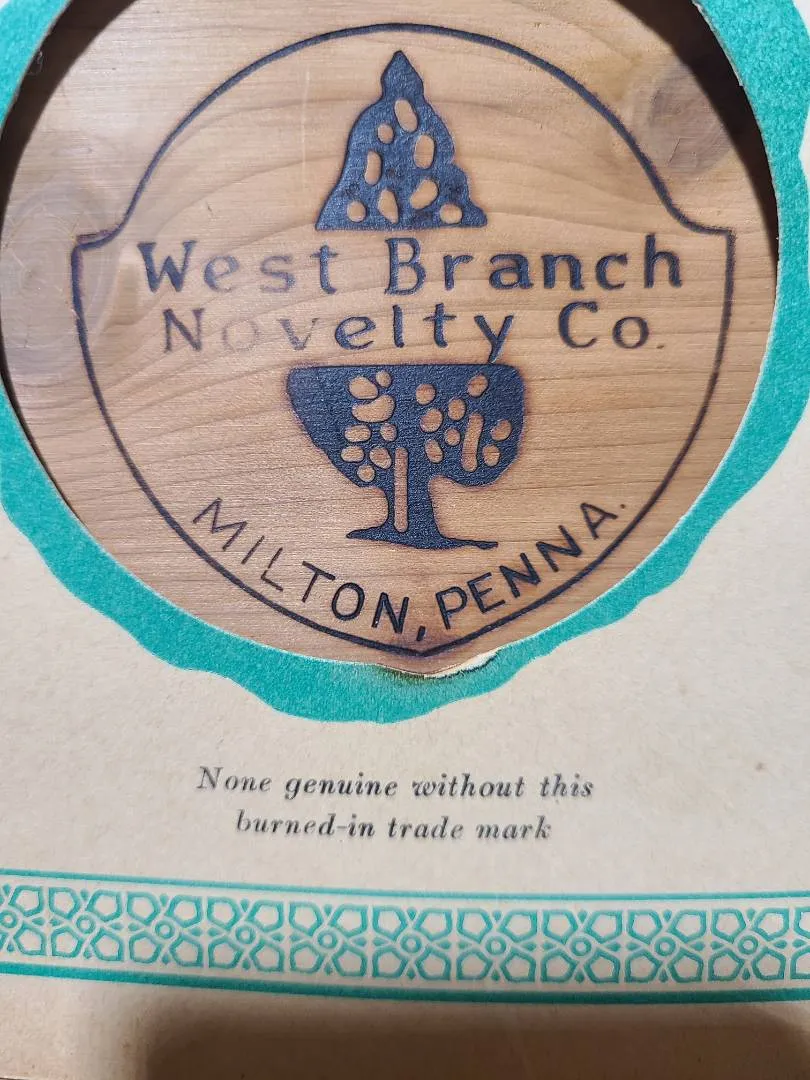 West Branch
Novelty Co.
MILTON, PENNA.
None genuine without this
burned-in trade mark